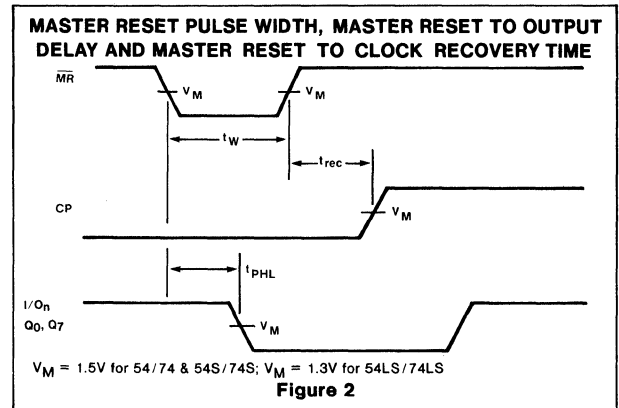 MASTER RESET PULSE WIDTH, MASTER RESET TO OUTPUT
DELAY AND MASTER RESET TO CLOCK RECOVERY TIME
M̅R̅
VM
VM
tW
trec
CP
VM
tPHL
I/On
Q0, Q7
VM
VM = 1.5V for 54/74 & 54S/74S; VM = 1.3V for 54LS/74LS
Figure 2